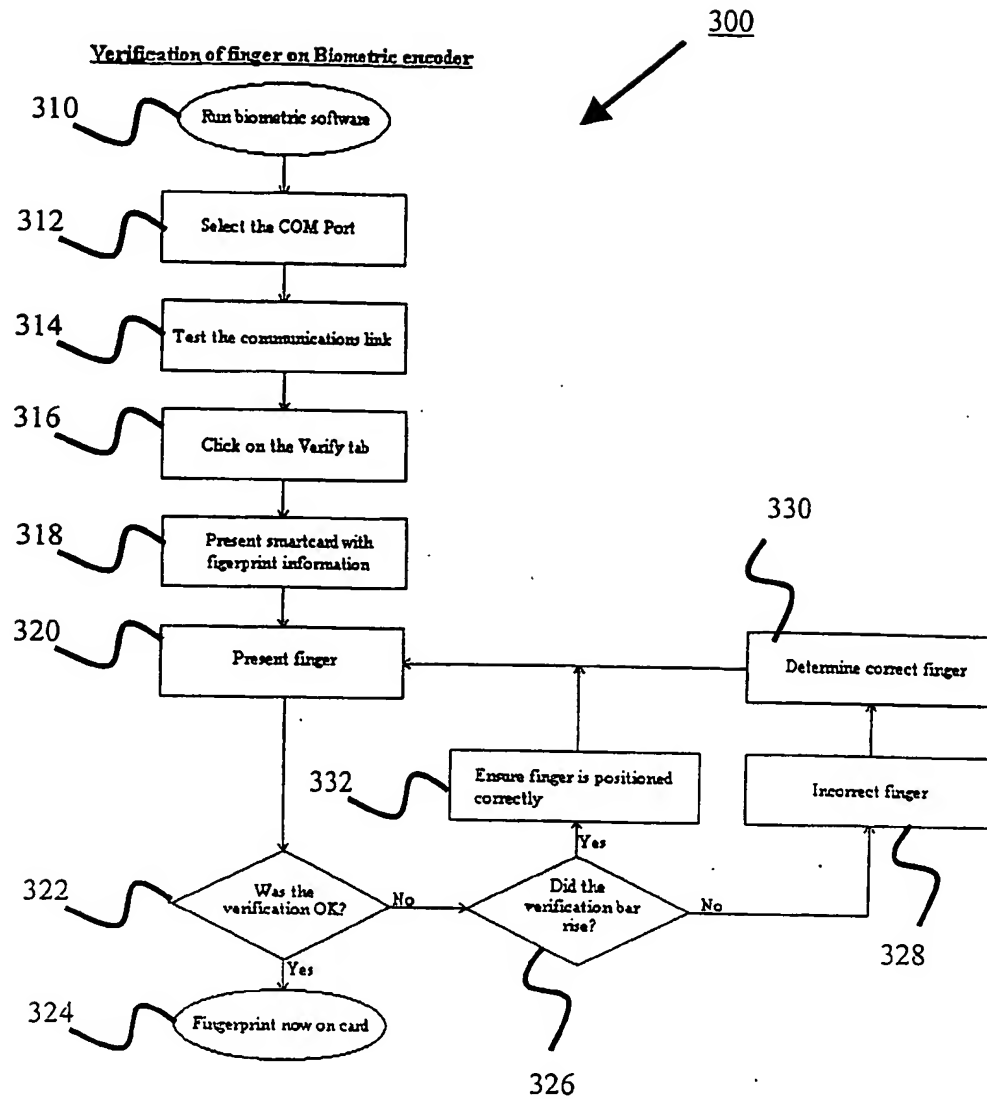 300
Verification of finger on Biometric encoder
310
Run biometric software
312
Select the COM Port
314
Test the communications link
316
Click on the Verify tab
318
Present smartcard with
figerprint information
320
Present finger
330
Determine correct finger
332
Ensure finger is positioned
correctly
Incorrect finger
328
322
Was the
verification OK?
No
Did the
verification bar
rise?
Yes
No
326
Yes
324
Fingerprint now on card